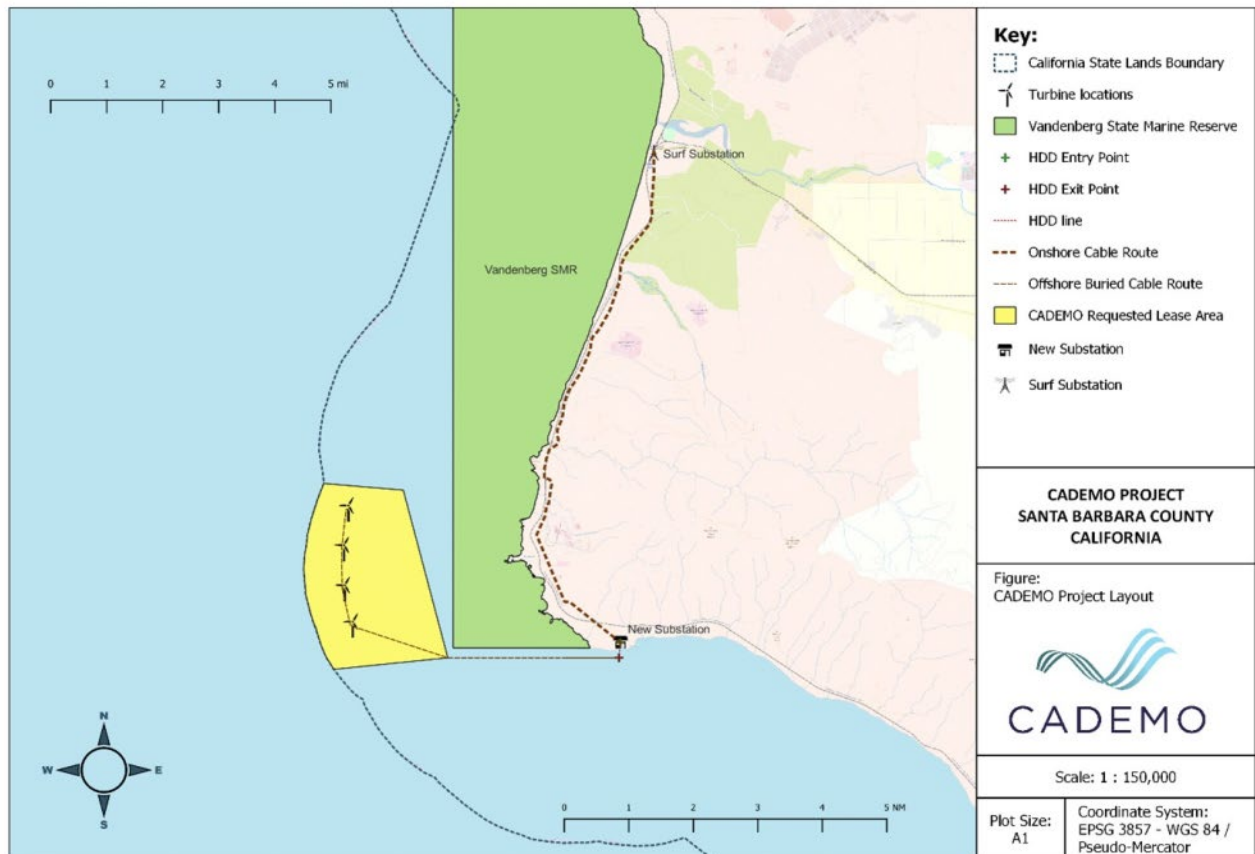 0 1 2 3 4 5 mi
Surf Substation
Vandenberg SMR
New Substation
N
W E
S
0 1 2 3 4 5 NM
Key:
California State Lands Boundary
Turbine locations
Vandenberg State Marine Reserve
HDD Entry Point
HDD Exit Point
HDD line
Onshore Cable Route
Offshore Buried Cable Route
CADEMO Requested Lease Area
New Substation
Surf Substation
CADEMO PROJECT
SANTA BARBARA COUNTY
CALIFORNIA
Figure:
CADEMO Project Layout
CADEMO
Scale: 1 : 150,000
Plot Size:
A1
Coordinate System:
EPSG 3857 - WGS 84 /
Pseudo-Mercator